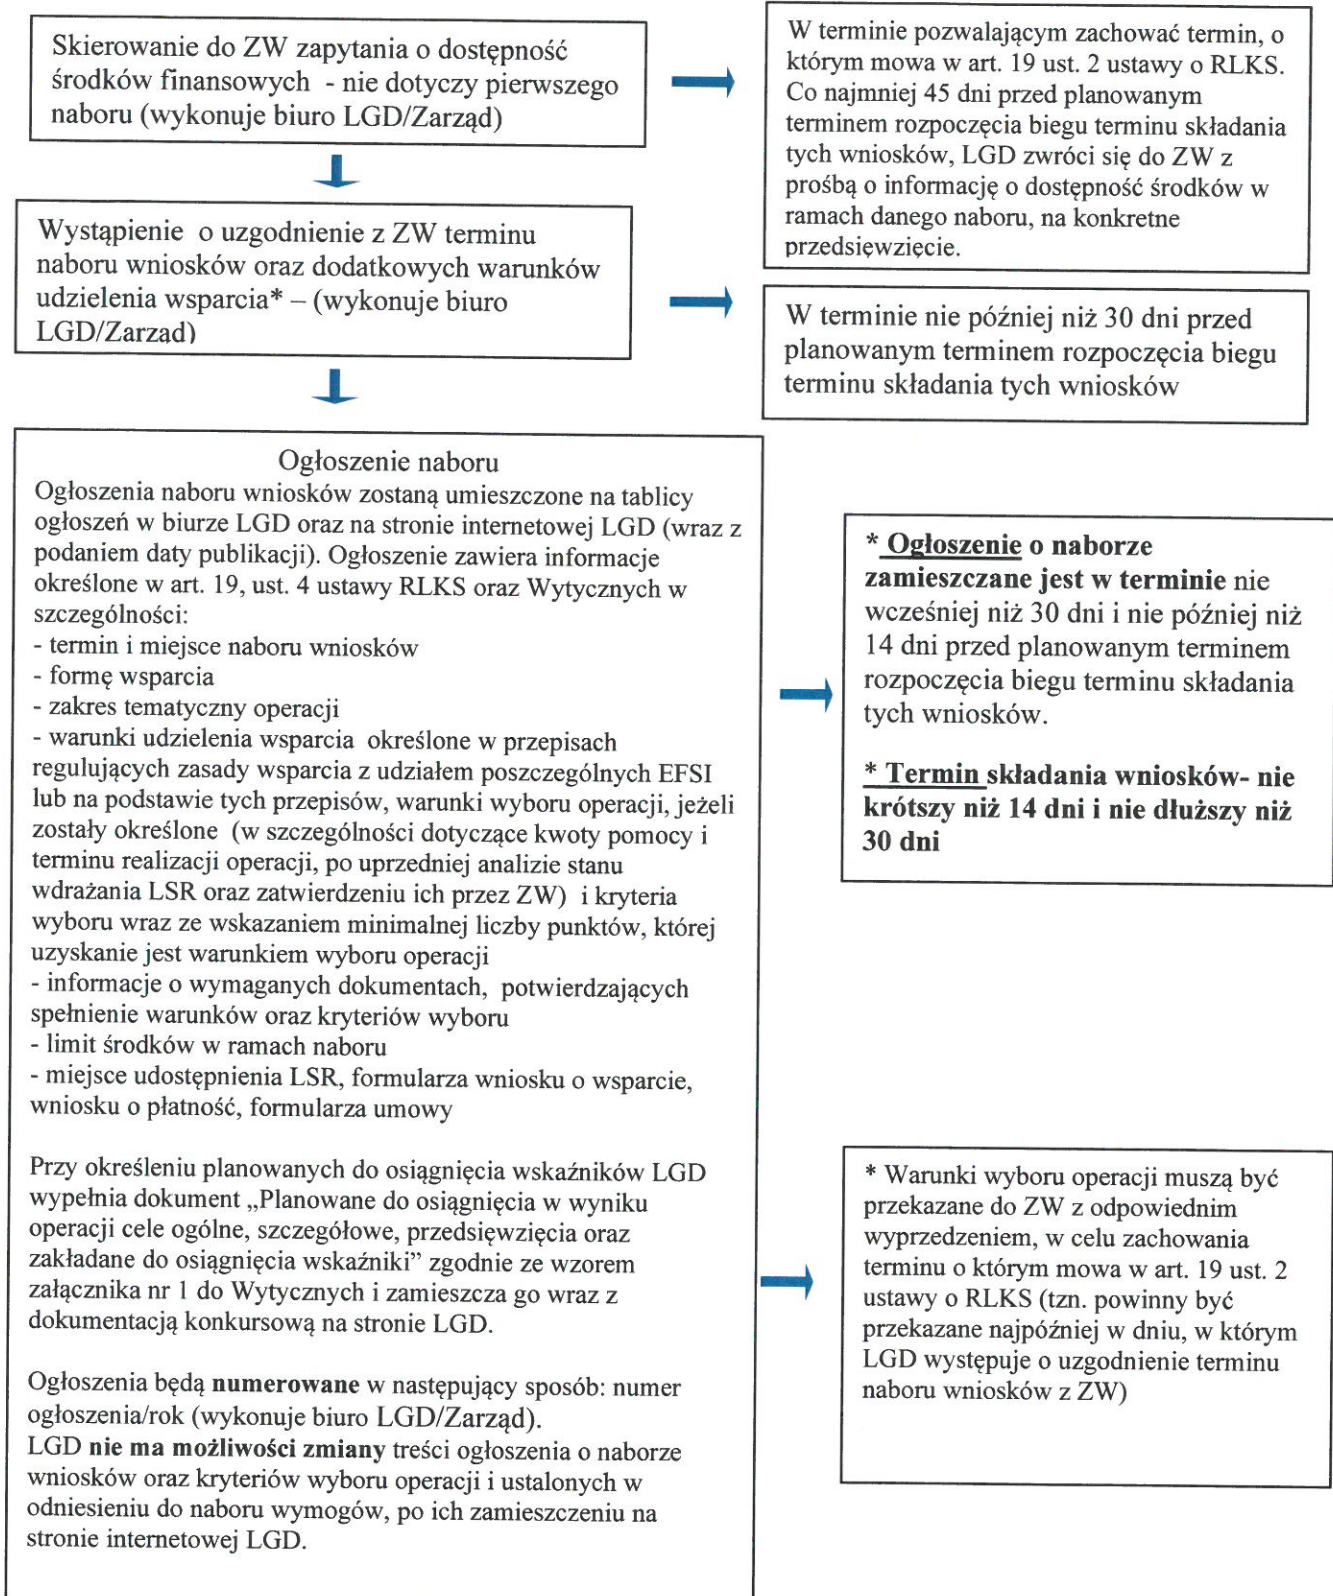 Skierowanie do ZW zapytania o dostępność
środków finansowych - nie dotyczy pierwszego
naboru (wykonuje biuro LGD/Zarząd)
W terminie pozwalającym zachować termin, o
którym mowa w art. 19 ust. 2 ustawy o RLKS.
Co najmniej 45 dni przed planowanym
terminem rozpoczęcia biegu terminu składania
tych wniosków, LGD zwróci się do ZW z
prośbą o informację o dostępność środków w
ramach danego naboru, na konkretne
przedsięwzięcie.
Wystąpienie o uzgodnienie z ZW terminu
naboru wniosków oraz dodatkowych warunków
udzielenia wsparcia* – (wykonuje biuro
LGD/Zarzad)
W terminie nie później niż 30 dni przed
planowanym terminem rozpoczęcia biegu
terminu składania tych wniosków
Ogłoszenie naboru
Ogłoszenia naboru wniosków zostaną umieszczone na tablicy
ogłoszeń w biurze LGD oraz na stronie internetowej LGD (wraz z
podaniem daty publikacji). Ogłoszenie zawiera informacje
określone w art. 19, ust. 4 ustawy RLKS oraz Wytycznych w
szczególności:
- termin i miejsce naboru wniosków
- formę wsparcia
- zakres tematyczny operacji
- warunki udzielenia wsparcia określone w przepisach
regulujących zasady wsparcia z udziałem poszczególnych EFSI
lub na podstawie tych przepisów, warunki wyboru operacji, jeżeli
zostały określone (w szczególności dotyczące kwoty pomocy i
terminu realizacji operacji, po uprzedniej analizie stanu
wdrażania LSR oraz zatwierdzeniu ich przez ZW) i kryteria
wyboru wraz ze wskazaniem minimalnej liczby punktów, której
uzyskanie jest warunkiem wyboru operacji
- informacje o wymaganych dokumentach, potwierdzających
spełnienie warunków oraz kryteriów wyboru
- limit środków w ramach naboru
- miejsce udostępnienia LSR, formularza wniosku o wsparcie,
wniosku o płatność, formularza umowy
Przy określeniu planowanych do osiągnięcia wskaźników LGD
wypełnia dokument „Planowane do osiągnięcia w wyniku
operacji cele ogólne, szczegółowe, przedsięwzięcia oraz
zakładane do osiągnięcia wskaźniki” zgodnie ze wzorem
załącznika nr 1 do Wytycznych i zamieszcza go wraz z
dokumentacją konkursową na stronie LGD.
Ogłoszenia będą numerowane w następujący sposób: numer
ogłoszenia/rok (wykonuje biuro LGD/Zarząd).
LGD nie ma możliwości zmiany treści ogłoszenia o naborze
wniosków oraz kryteriów wyboru operacji i ustalonych w
odniesieniu do naboru wymogów, po ich zamieszczeniu na
stronie internetowej LGD.
* Ogłoszenie o naborze
zamieszczane jest w terminie nie
wcześniej niż 30 dni i nie później niż
14 dni przed planowanym terminem
rozpoczęcia biegu terminu składania
tych wniosków.
* Termin składania wniosków- nie
krótszy niż 14 dni i nie dłuższy niż
30 dni
* Warunki wyboru operacji muszą być
przekazane do ZW z odpowiednim
wyprzedzeniem, w celu zachowania
terminu o którym mowa w art. 19 ust. 2
ustawy o RLKS (tzn. powinny być
przekazane najpóźniej w dniu, w którym
LGD występuje o uzgodnienie terminu
naboru wniosków z ZW)